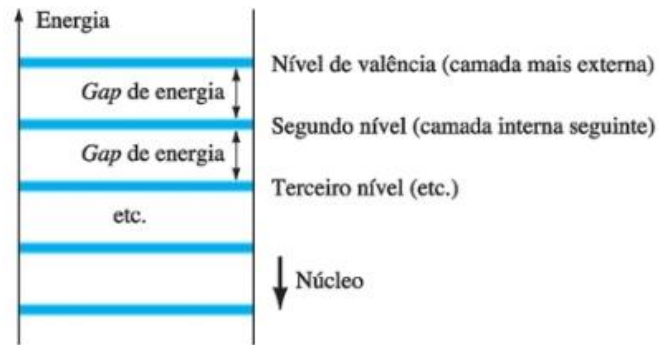 Energia
Nível de valência (camada mais externa)
Gap de energia
Segundo nível (camada interna seguinte)
Gap de energia
Terceiro nível (etc.)
etc.
Núcleo